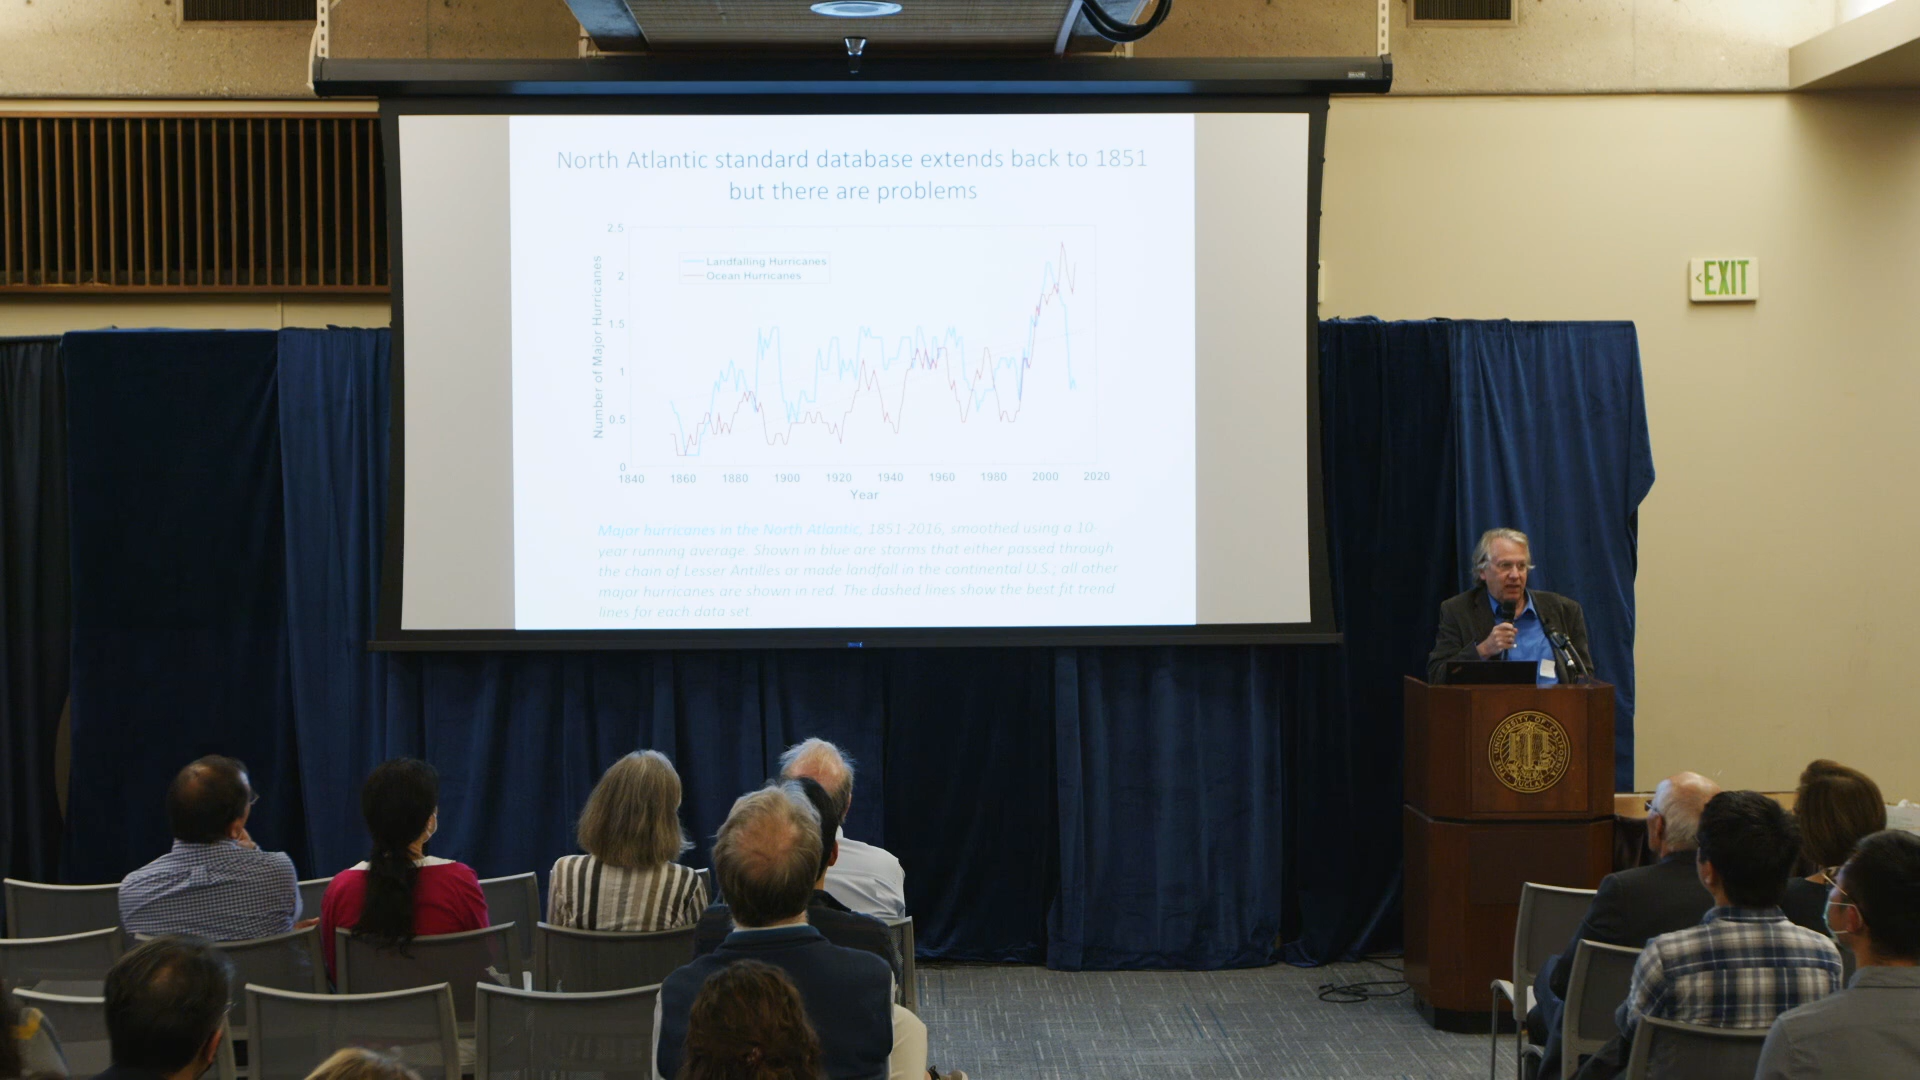 North Atlantic standard database extends back to 1851
but there are problems
2.5
2
1.5
1
0.5
0
Number of Major Hurricanes
Landfalling Hurricanes
Ocean Hurricanes
1840 1860 1880 1900 1920 1940 1960 1980 2000 2020
Year
Major hurricanes in the North Atlantic, 1851-2016, smoothed using a 10-
year running average. Shown in blue are storms that either passed through
the chain of Lesser Antilles or made landfall in the continental U.S.; all other
major hurricanes are shown in red. The dashed lines show the best fit trend
lines for each data set.
EXIT
THE UNIVERSITY OF CALIFORNIA
UCLA